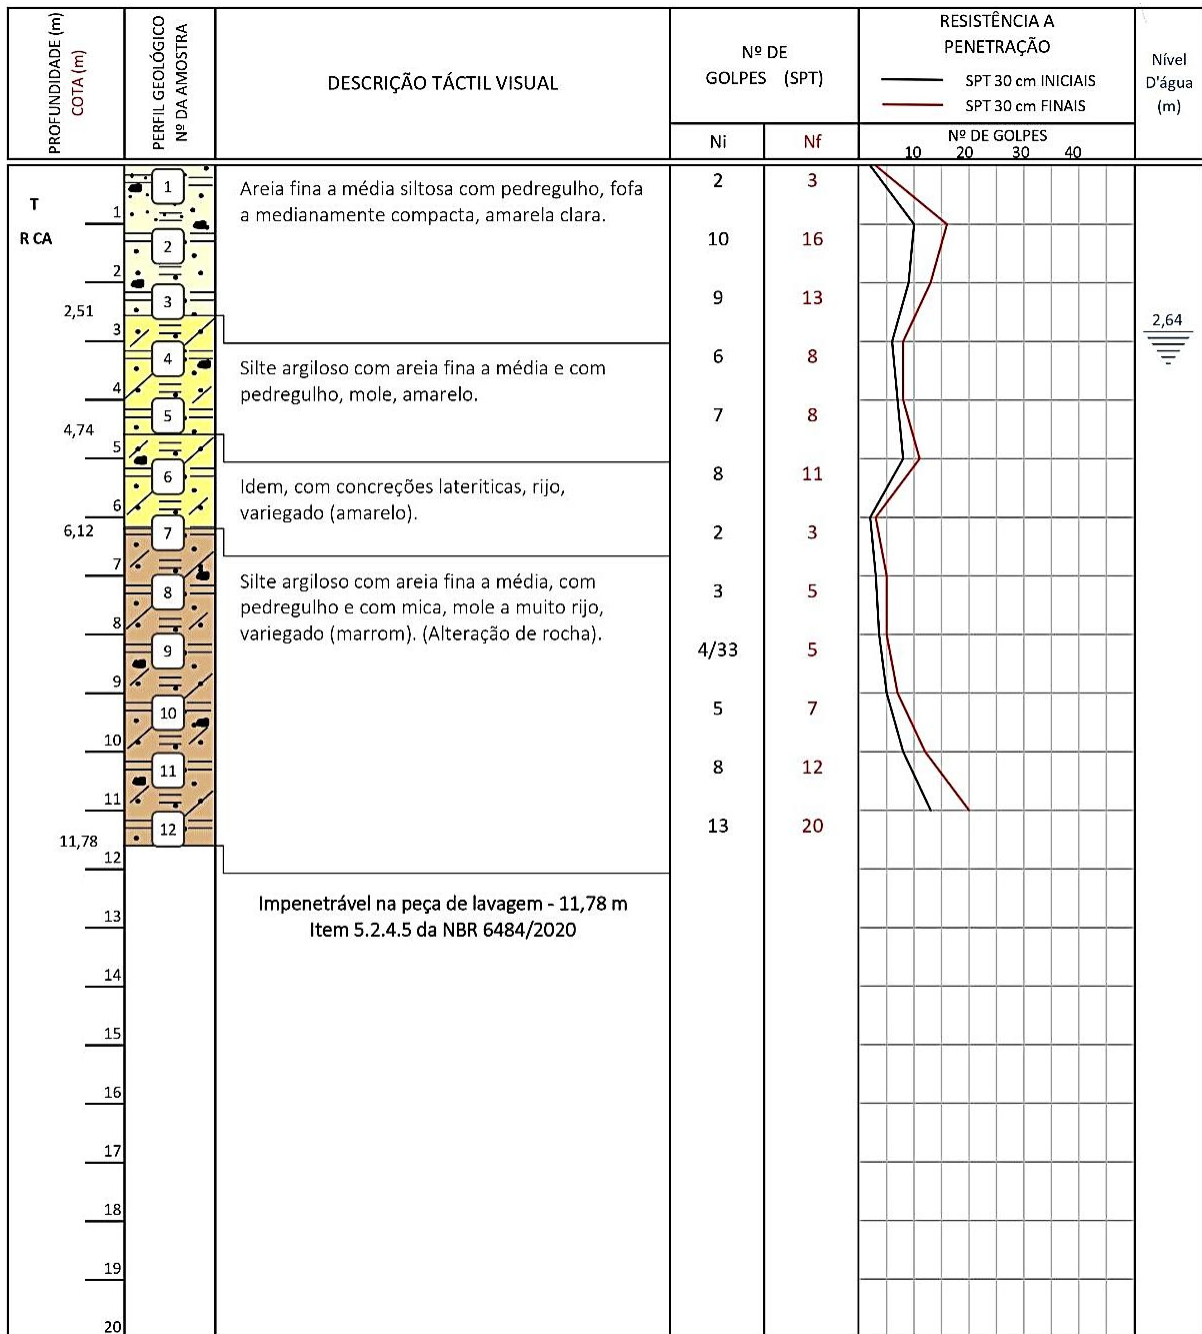 PROFUNDIDADE (m)
COTA (m)
PERFIL GEOLÓGICO
Nº DA AMOSTRA
DESCRIÇÃO TÁCTIL VISUAL
Nº DE
GOLPES (SPT)
Ni
Nf
RESISTÊNCIA A
PENETRAÇÃO
SPT 30 cm INICIAIS
SPT 30 cm FINAIS
Nº DE GOLPES
10 20 30 40
Nível
D'água
(m)
T
R CA
1
2
2,51
3
4
4,74
5
6
6,12
7
8
9
10
11
11,78
12
13
14
15
16
17
18
19
20
1
2
3
4
5
6
7
8
9
10
11
12
Areia fina a média siltosa com pedregulho, fofa
a medianamente compacta, amarela clara.
Silte argiloso com areia fina a média e com
pedregulho, mole, amarelo.
Idem, com concreções lateriticas, rijo,
variegado (amarelo).
Silte argiloso com areia fina a média, com
pedregulho e com mica, mole a muito rijo,
variegado (marrom). (Alteração de rocha).
Impenetrável na peça de lavagem - 11,78 m
Item 5.2.4.5 da NBR 6484/2020
2 3
10 16
9 13
6 8
7 8
8 11
2 3
3 5
4/33 5
5 7
8 12
13 20
2,64